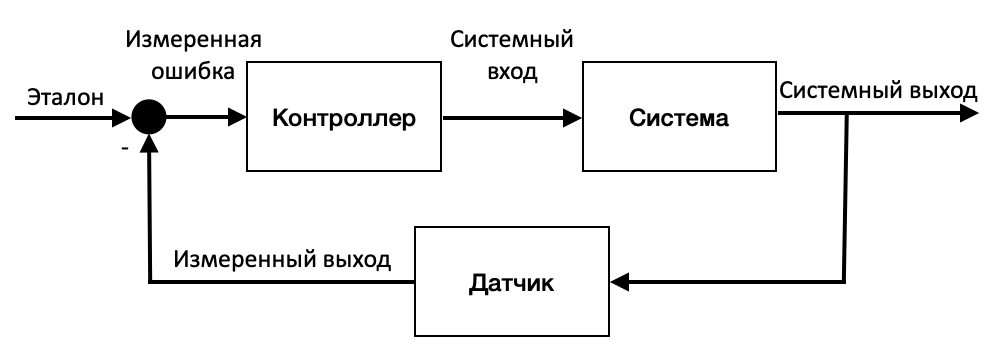 Измеренная
ошибка
Системный
вход
Эталон
Контроллер
Система
Системный выход
-
Измеренный выход
Датчик